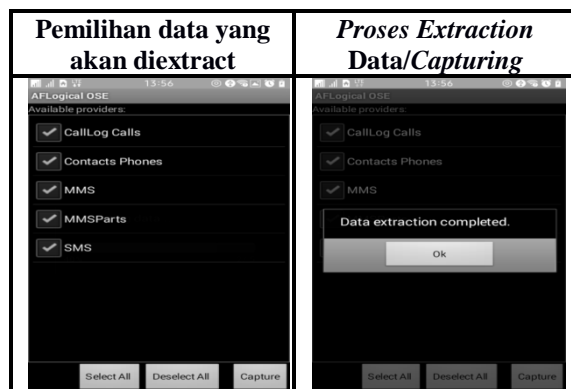 Pemilihan data yang
akan diextract
Proses Extraction
Data/Capturing
13:56
AFLogical OSE
Available providers:
CallLog Calls
Contacts Phones
MMS
MMSParts
SMS
Select All Deselect All Capture
13:56
AFLogical OSE
Available providers:
CallLog Calls
Contacts Phones
MMS
Data extraction completed.
Ok
Select All Deselect All Capture